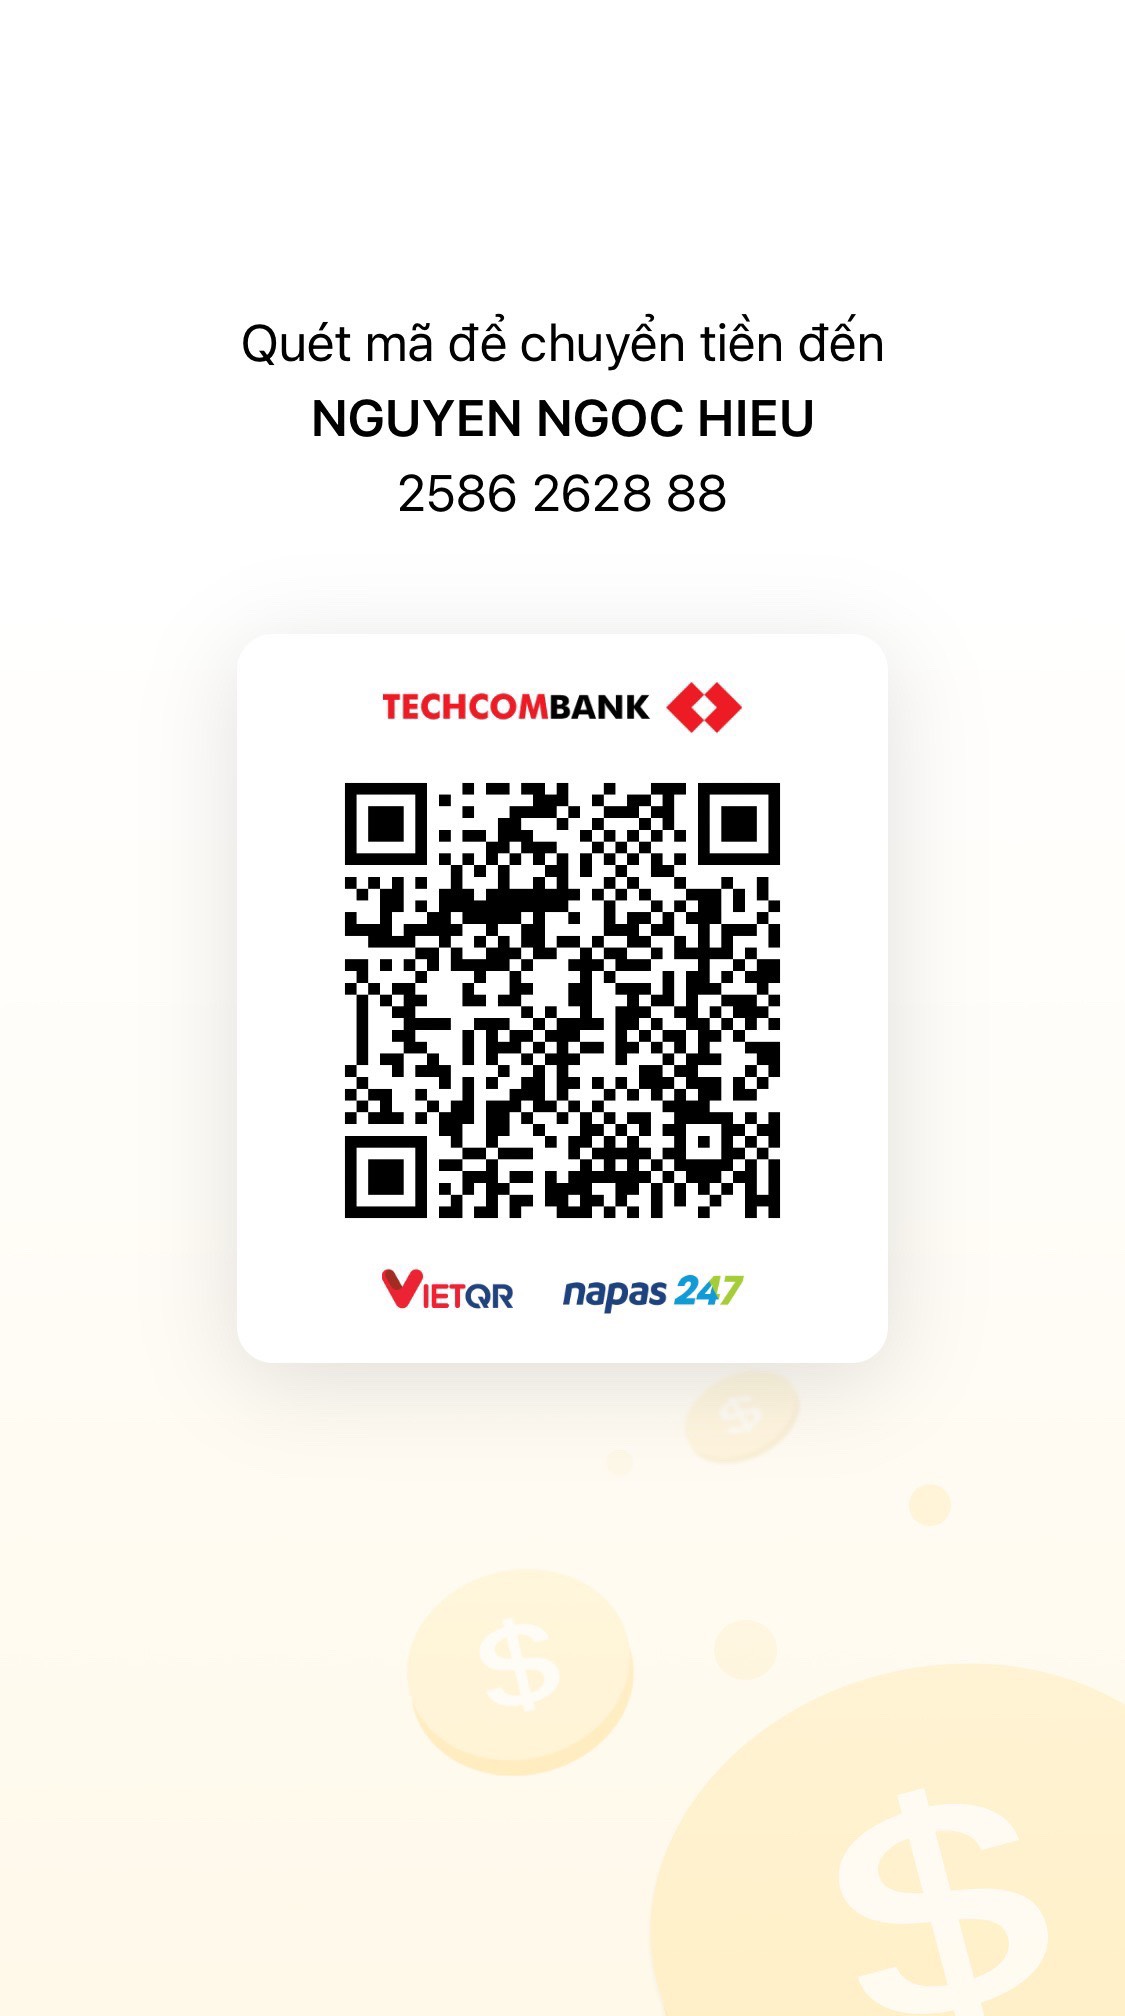 Quét mã để chuyển tiền đến
NGUYEN NGOC HIEU
2586 2628 88
TECHCOMBANK
VIETQR
napas 247
$
$
$